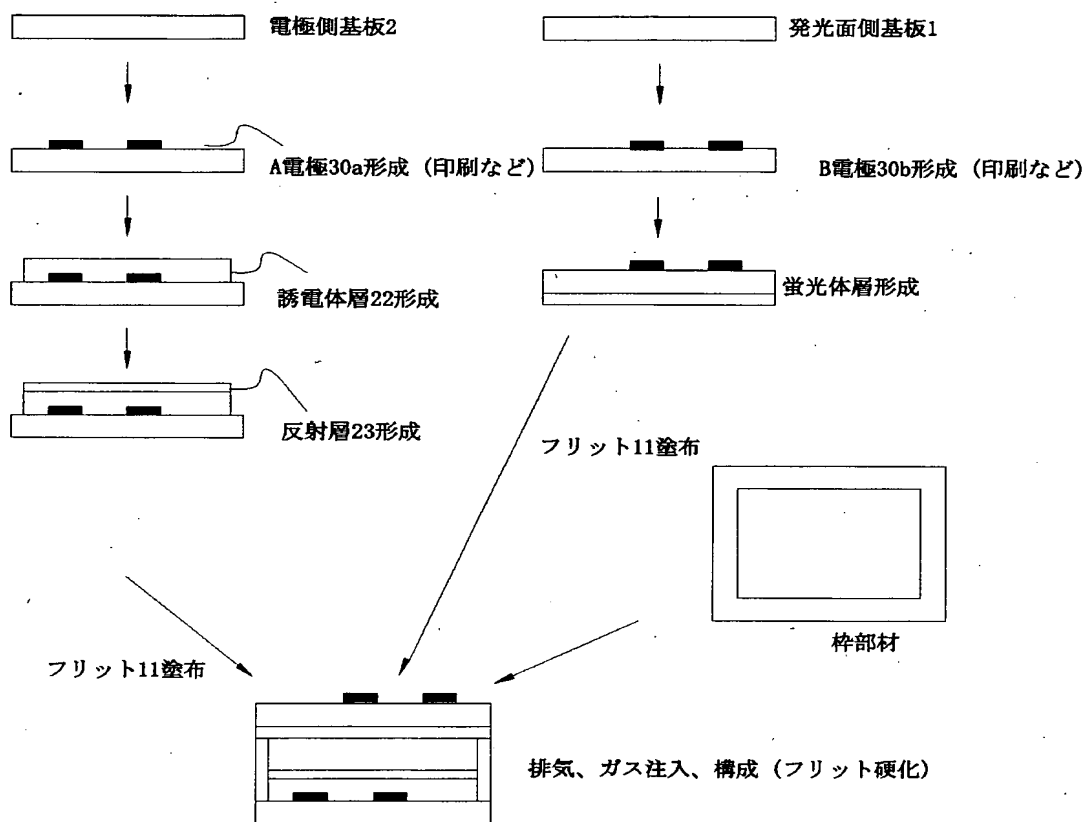 電極側基板2
発光面側基板1
A電極30a形成（印刷など）
B電極30b形成（印刷など）
誘電体層22形成
蛍光体層形成
反射層23形成
フリット11塗布
枠部材
フリット11塗布
排気、ガス注入、構成（フリット硬化）